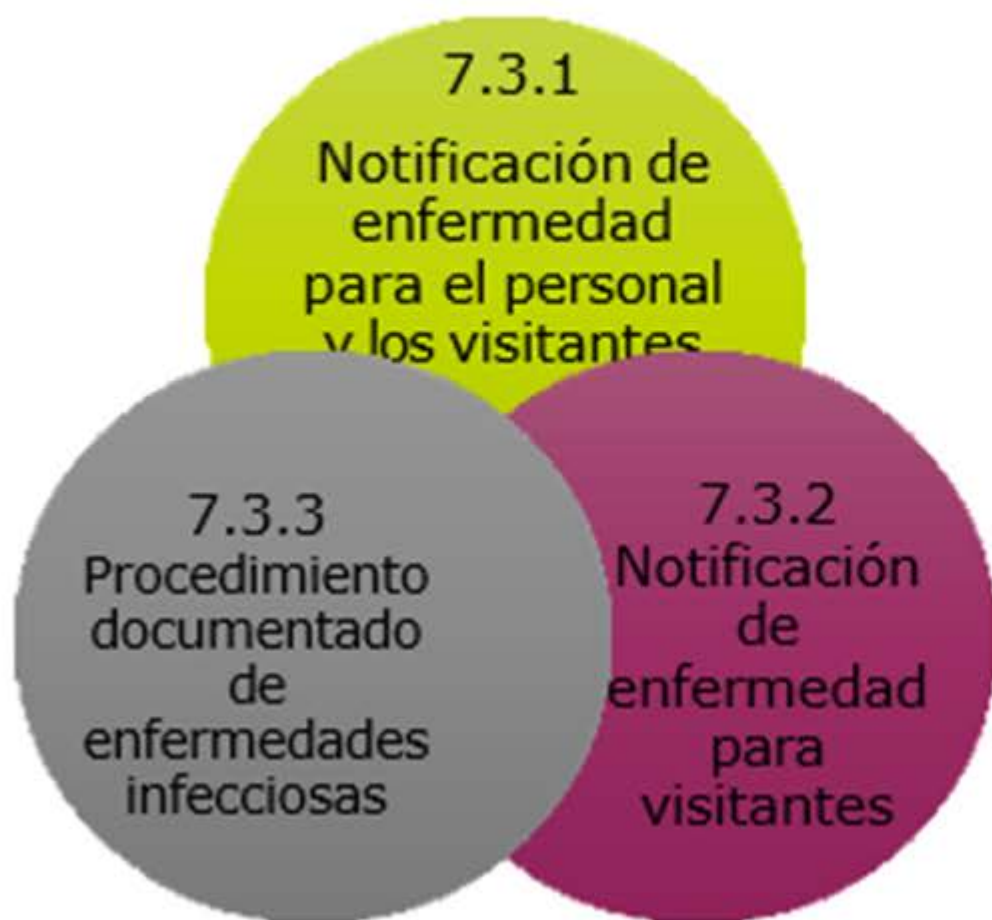 7.3.1
Notificación de
enfermedad
para el personal
y los visitantes
7.3.3
Procedimiento
documentado
de
enfermedades
infecciosas
7.3.2
Notificación
de
enfermedad
para
visitantes